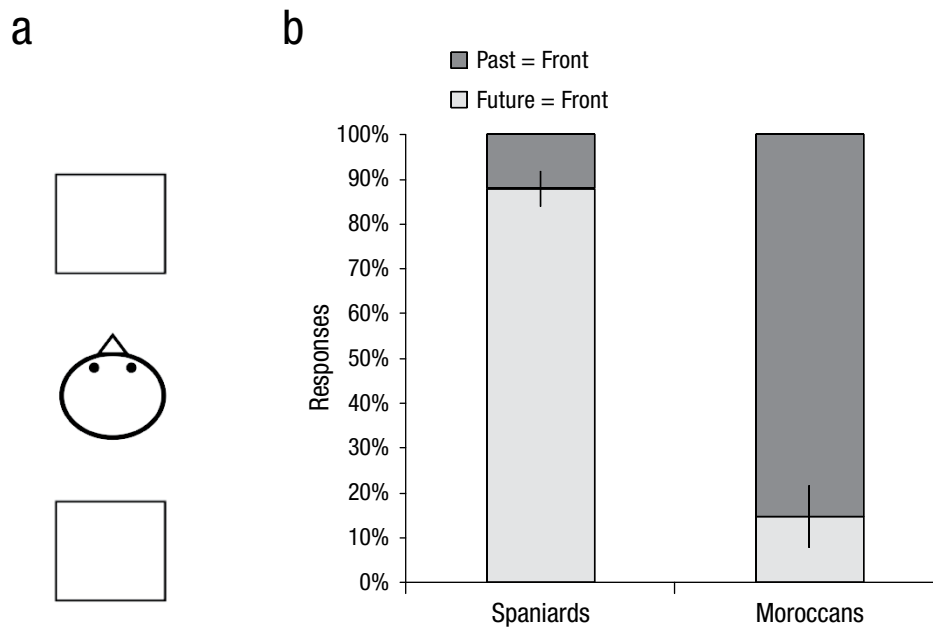 a
b
Past = Front
Future = Front
100%
90%
80%
70%
60%
50%
40%
30%
20%
10%
0%
Responses
Spaniards
Moroccans